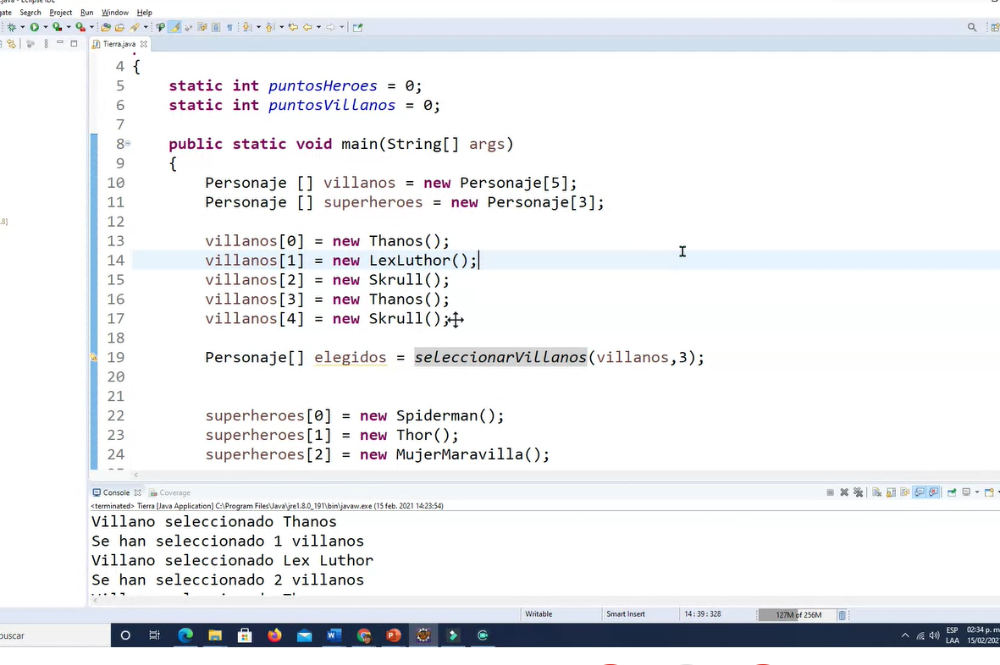 Search Project Run Window Help
Tierra.java
4 {
5 static int puntosHeroes = 0;
6 static int puntosVillanos = 0;
7
8 public static void main(String[] args)
9 {
10 Personaje [] villanos = new Personaje[5];
11 Personaje [] superheroes = new Personaje[3];
12
13 villanos[0] = new Thanos();
14 villanos[1] = new LexLuthor();
15 villanos[2] = new Skrull();
16 villanos[3] = new Thanos();
17 villanos[4] = new Skrull();
18
19 Personaje[] elegidos = seleccionarVillanos(villanos,3);
20
21
22 superheroes[0] = new Spiderman();
23 superheroes[1] = new Thor();
24 superheroes[2] = new MujerMaravilla();
Console Coverage
<terminated> Tierra [Java Application] C:\Program Files\Java\jre1.8.0_191\bin\javaw.exe (15 feb. 2021 14:23:54)
Villano seleccionado Thanos
Se han seleccionado 1 villanos
Villano seleccionado Lex Luthor
Se han seleccionado 2 villanos
Writable Smart Insert 14 : 39 : 328 127M of 256M
ESP 02:34 p. m
LAA 15/02/202